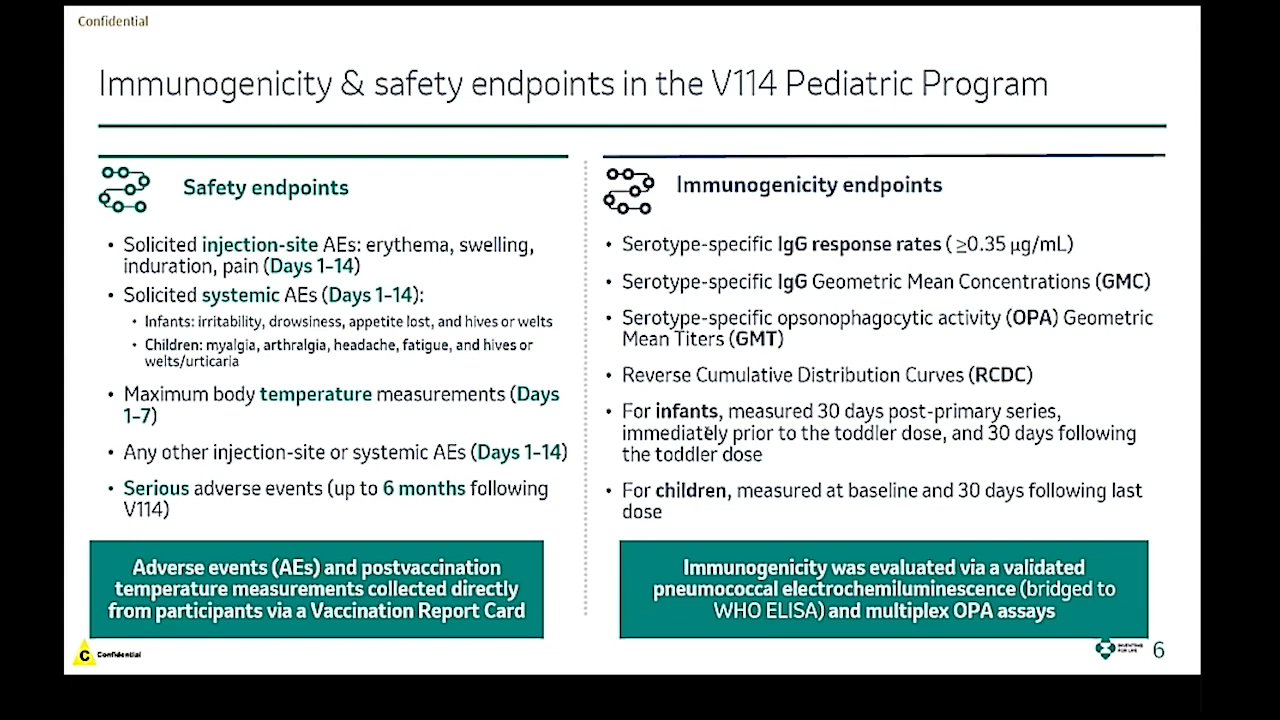 Confidential
Immunogenicity & safety endpoints in the V114 Pediatric Program
Safety endpoints
• Solicited injection-site AEs: erythema, swelling,
induration, pain (Days 1-14)
• Solicited systemic AEs (Days 1-14):
• Infants: irritability, drowsiness, appetite lost, and hives or welts
• Children: myalgia, arthralgia, headache, fatigue, and hives or
welts/urticaria
• Maximum body temperature measurements (Days
1-7)
• Any other injection-site or systemic AEs (Days 1-14)
• Serious adverse events (up to 6 months following
V114)
Adverse events (AEs) and postvaccination
temperature measurements collected directly
from participants via a Vaccination Report Card
Immunogenicity endpoints
• Serotype-specific IgG response rates ( ≥0.35 µg/mL)
• Serotype-specific IgG Geometric Mean Concentrations (GMC)
• Serotype-specific opsonophagocytic activity (OPA) Geometric
Mean Titers (GMT)
• Reverse Cumulative Distribution Curves (RCDC)
• For infants, measured 30 days post-primary series,
immediately prior to the toddler dose, and 30 days following
the toddler dose
• For children, measured at baseline and 30 days following last
dose
Immunogenicity was evaluated via a validated
pneumococcal electrochemiluminescence (bridged to
WHO ELISA) and multiplex OPA assays
C Confidential
INVENTING
FOR LIFE
6